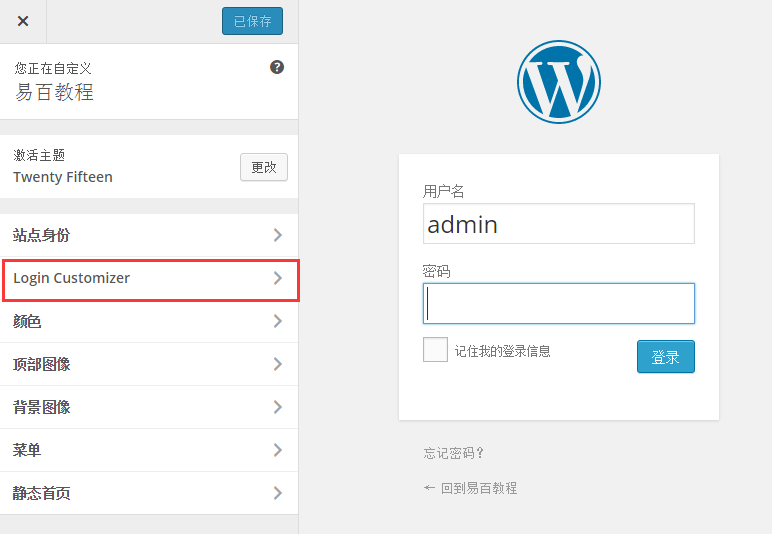 ×
已保存
您正在自定义
?
易百教程
激活主题
Twenty Fifteen
更改
站点身份
Login Customizer
颜色
顶部图像
背景图像
菜单
静态首页
W
用户名
admin
密码
记住我的登录信息
登录
忘记密码？
← 回到易百教程